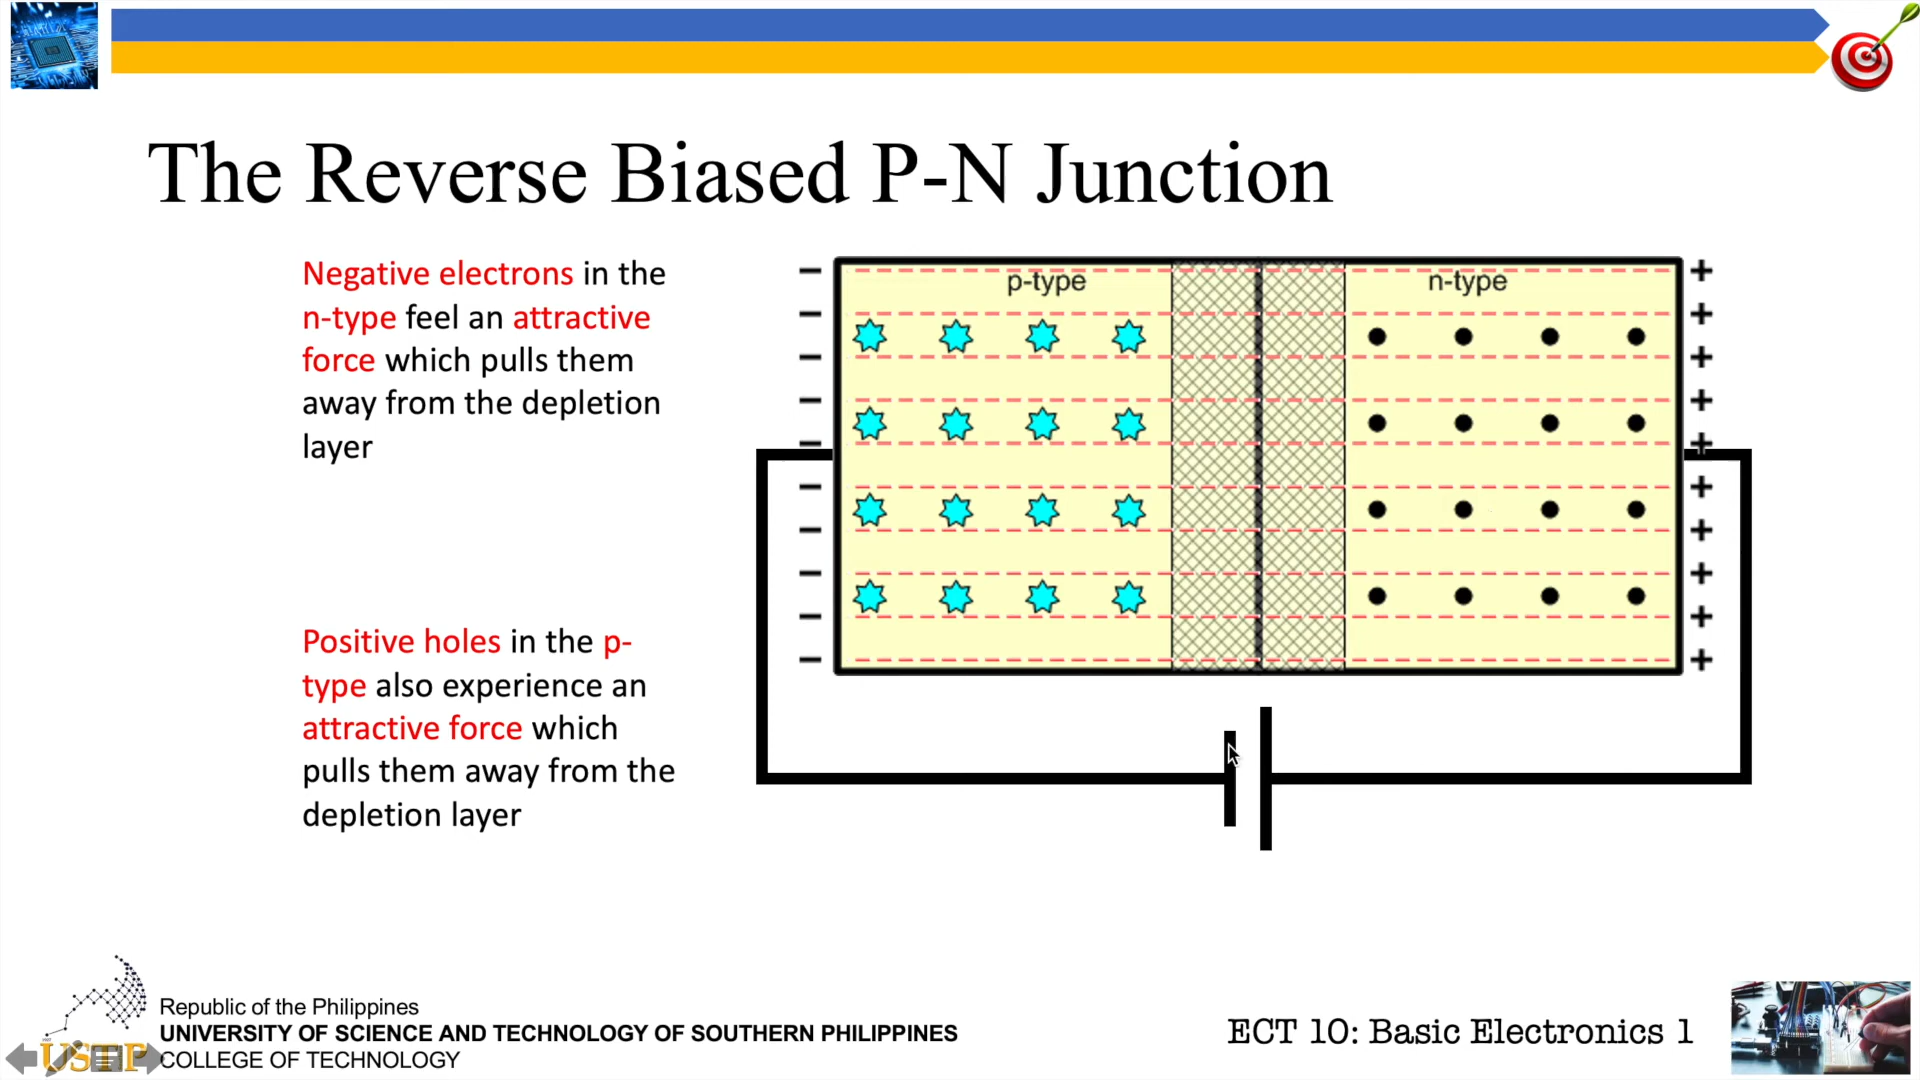 The Reverse Biased P-N Junction
Negative electrons in the
n-type feel an attractive
force which pulls them
away from the depletion
layer
Positive holes in the p-
type also experience an
attractive force which
pulls them away from the
depletion layer
p-type
n-type
Republic of the Philippines
UNIVERSITY OF SCIENCE AND TECHNOLOGY OF SOUTHERN PHILIPPINES
COLLEGE OF TECHNOLOGY
USTP
ECT 10: Basic Electronics 1